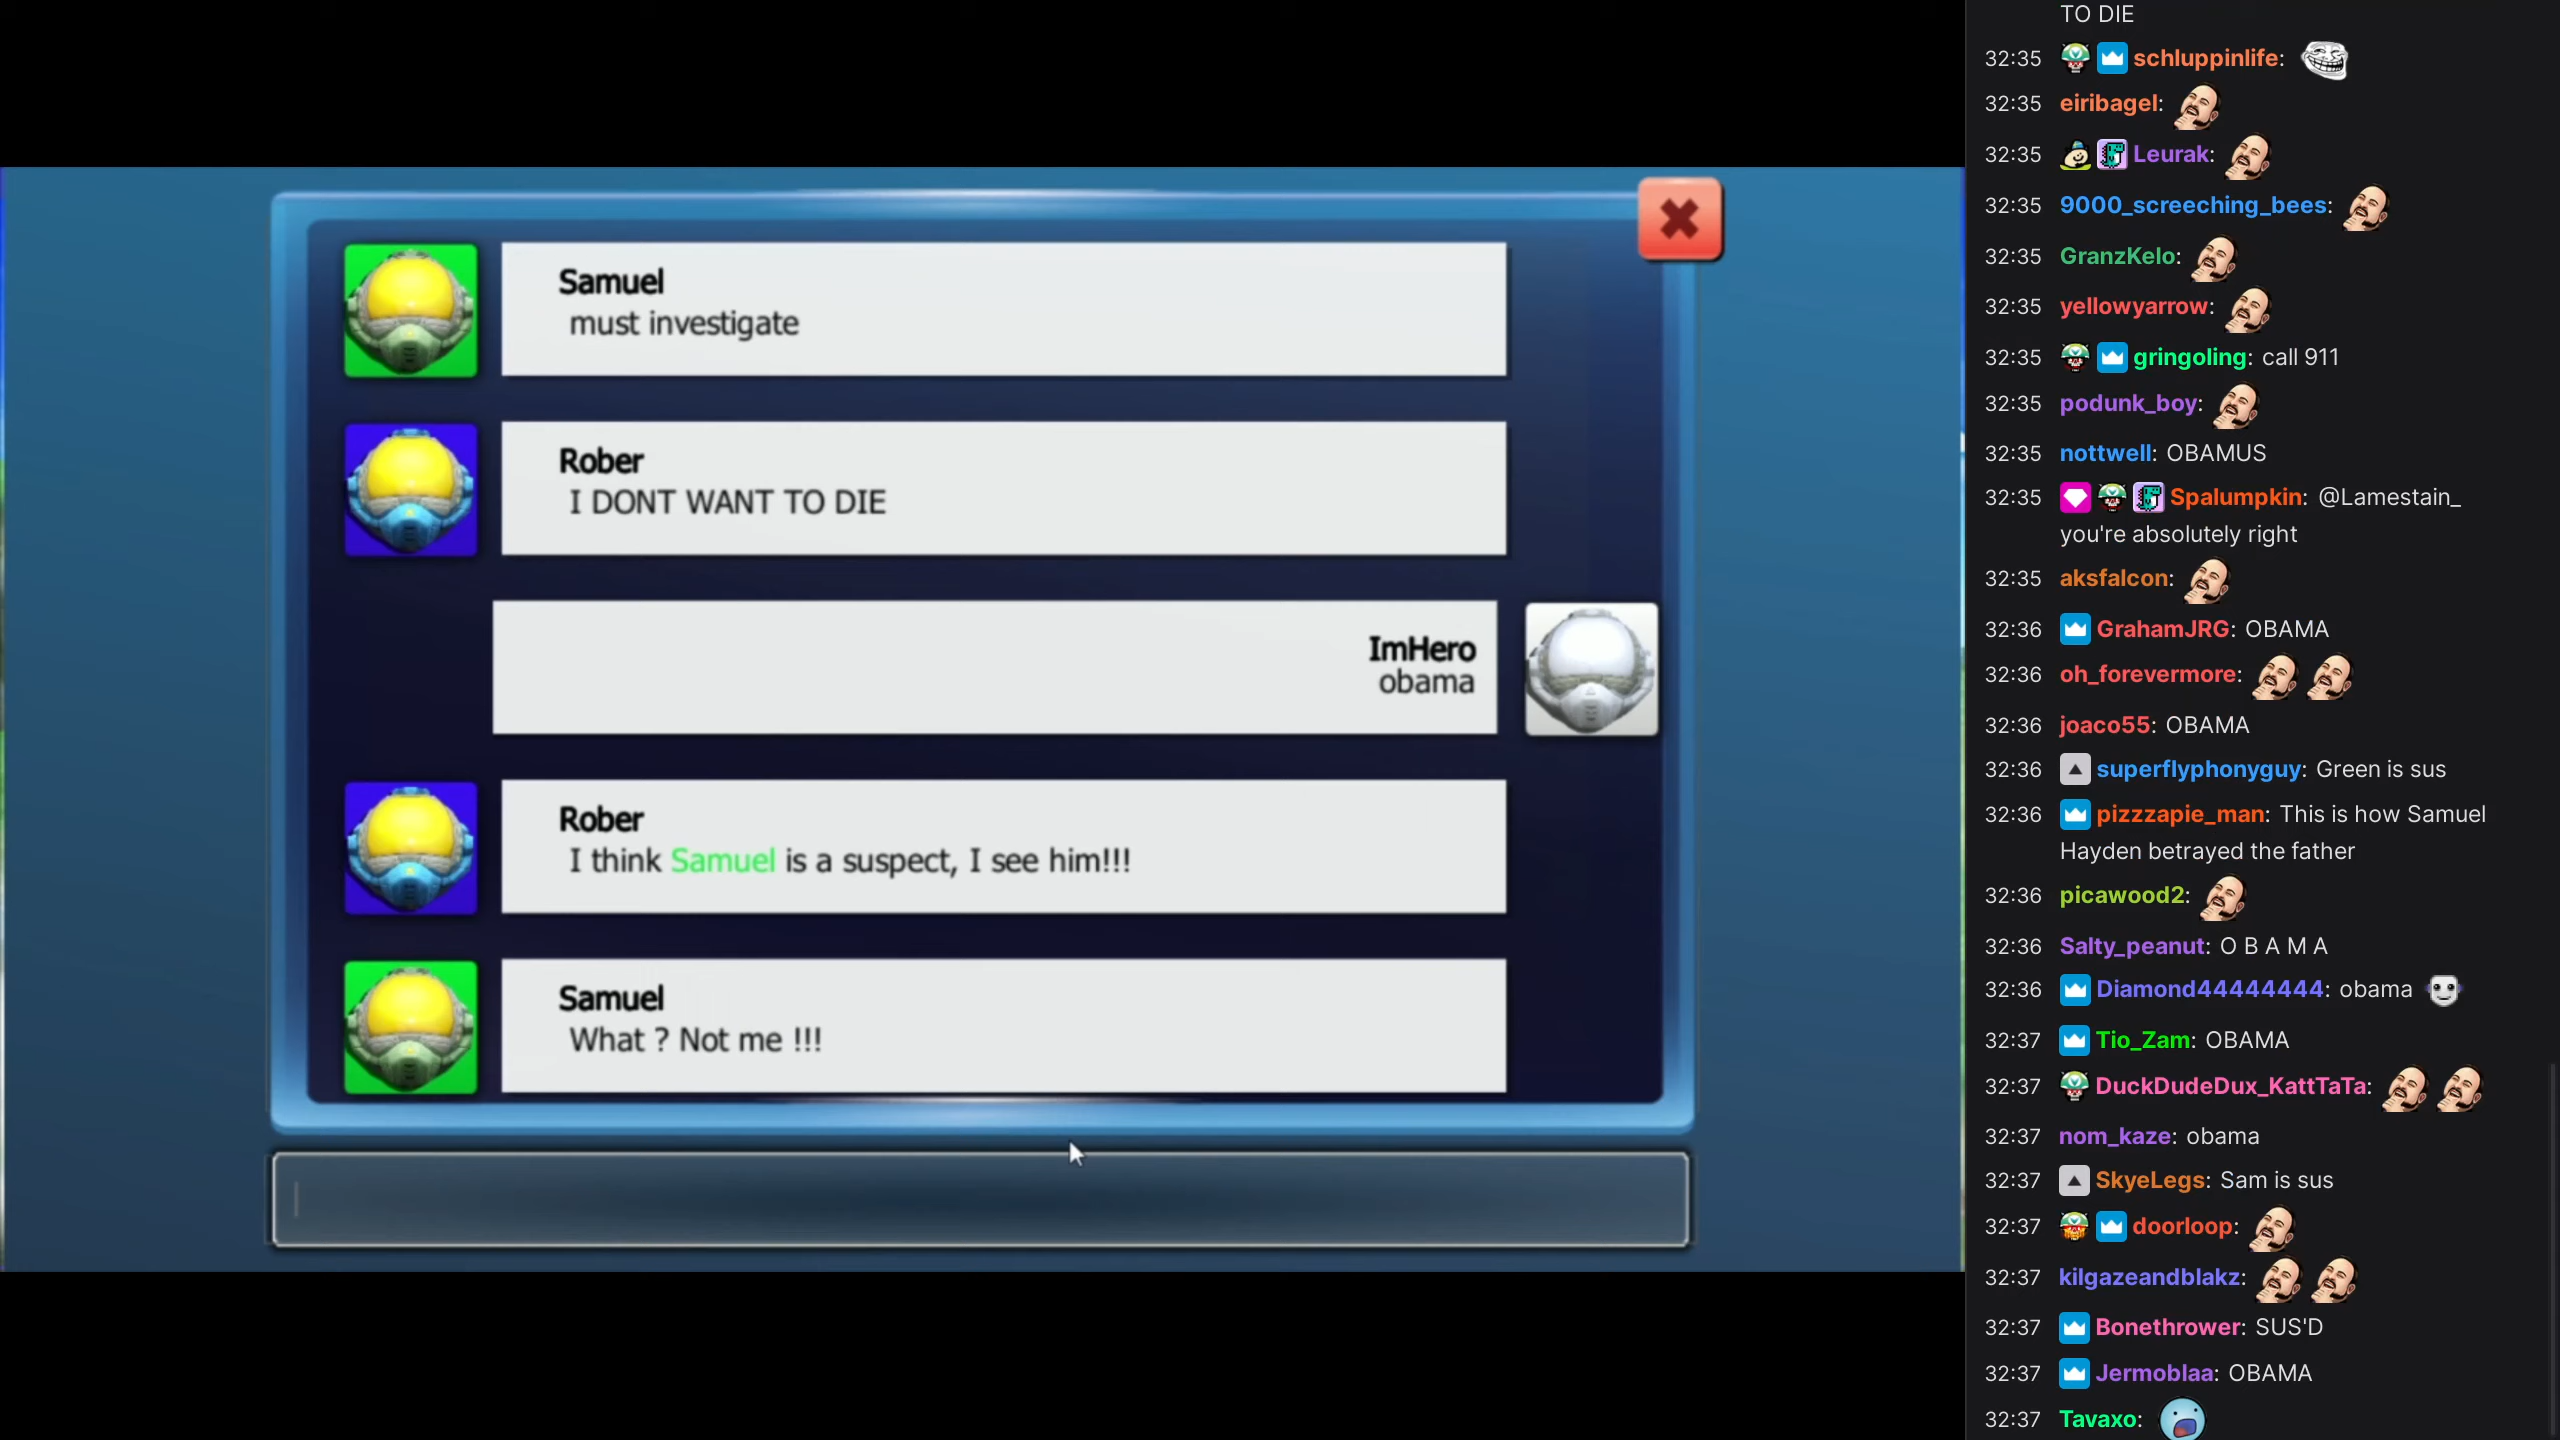 Samuel
must investigate
Rober
I DONT WANT TO DIE
ImHero
obama
Rober
I think Samuel is a suspect, I see him!!!
Samuel
What ? Not me !!!
TO DIE
32:35 schluppinlife:
32:35 eiribagel:
32:35 Leurak:
32:35 9000_screeching_bees:
32:35 GranzKelo:
32:35 yellowyarrow:
32:35 gringoling: call 911
32:35 podunk_boy:
32:35 nottwell: OBAMUS
32:35 Spalumpkin: @Lamestain_
you're absolutely right
32:35 aksfalcon:
32:36 GrahamJRG: OBAMA
32:36 oh_forevermore:
32:36 joaco55: OBAMA
32:36 superflyphonyguy: Green is sus
32:36 pizzzapie_man: This is how Samuel
Hayden betrayed the father
32:36 picawood2:
32:36 Salty_peanut: O B A M A
32:36 Diamond44444444: obama
32:37 Tio_Zam: OBAMA
32:37 DuckDudeDux_KattTaTa:
32:37 nom_kaze: obama
32:37 SkyeLegs: Sam is sus
32:37 doorloop:
32:37 kilgazeandblakz:
32:37 Bonethrower: SUS'D
32:37 Jermoblaa: OBAMA
32:37 Tavaxo: